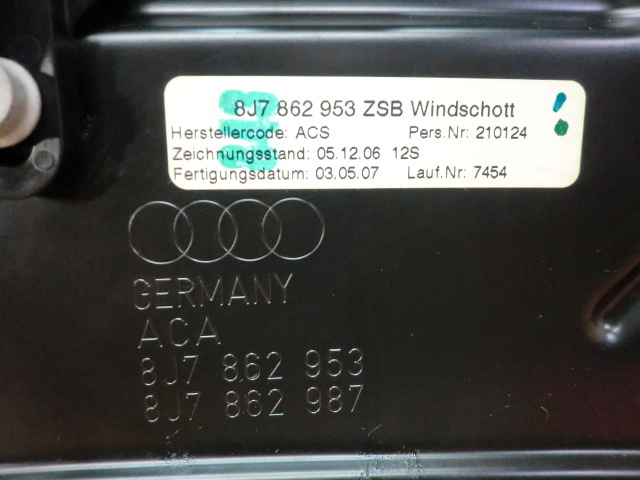 8J7 862 953 ZSB Windschott
Herstellercode: ACS Pers.Nr: 210124
Zeichnungsstand: 05.12.06 12S
Fertigungsdatum: 03.05.07 Lauf.Nr: 7454
GERMANY
ACA
8J7 862 953
8J7 862 987